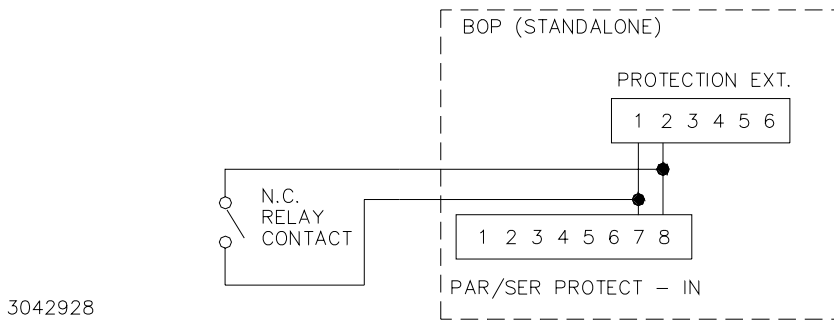 BOP (STANDALONE)
PROTECTION EXT.
1 2 3 4 5 6
N.C.
RELAY
CONTACT
1 2 3 4 5 6 7 8
PAR/SER PROTECT – IN
3042928